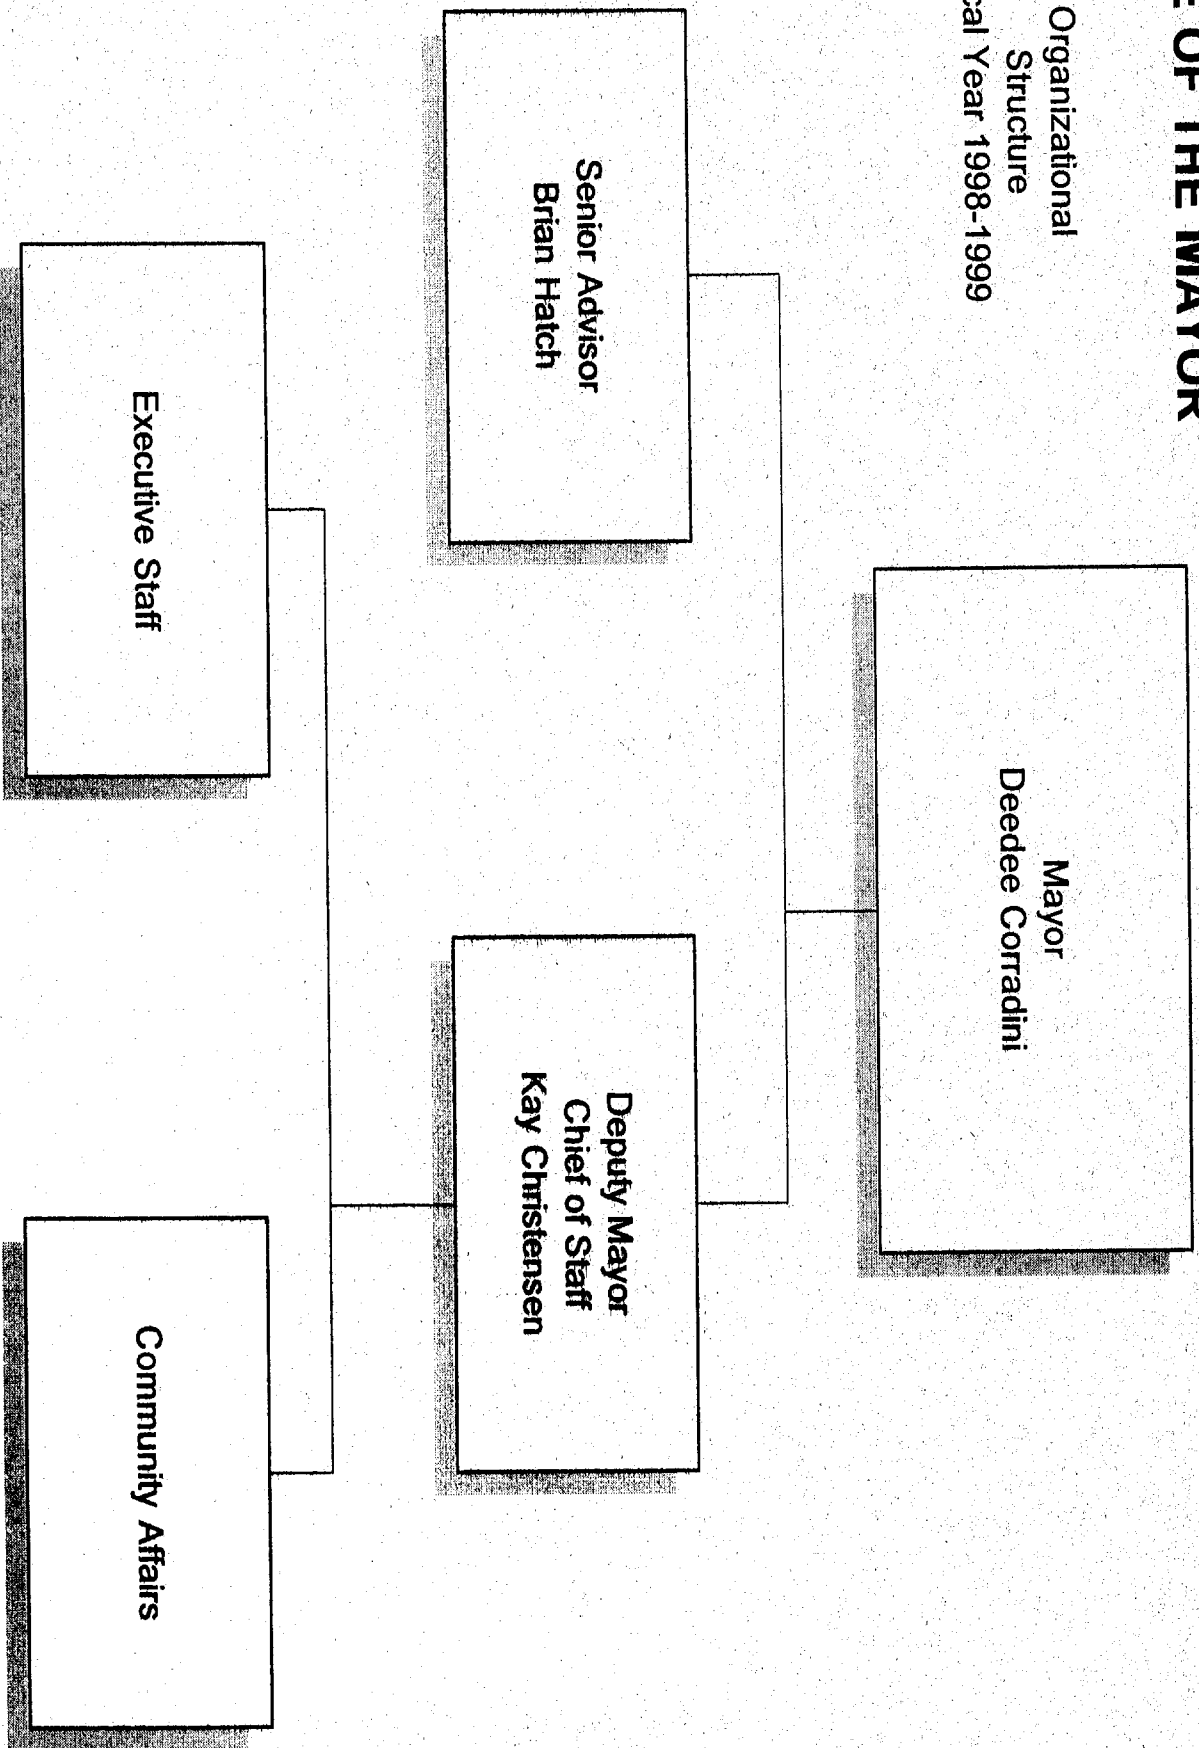 OF THE MAYOR
Organizational
Structure
cal Year 1998-1999
Mayor
Deedee Corradini
Senior Advisor
Brian Hatch
Deputy Mayor
Chief of Staff
Kay Christensen
Executive Staff
Community Affairs